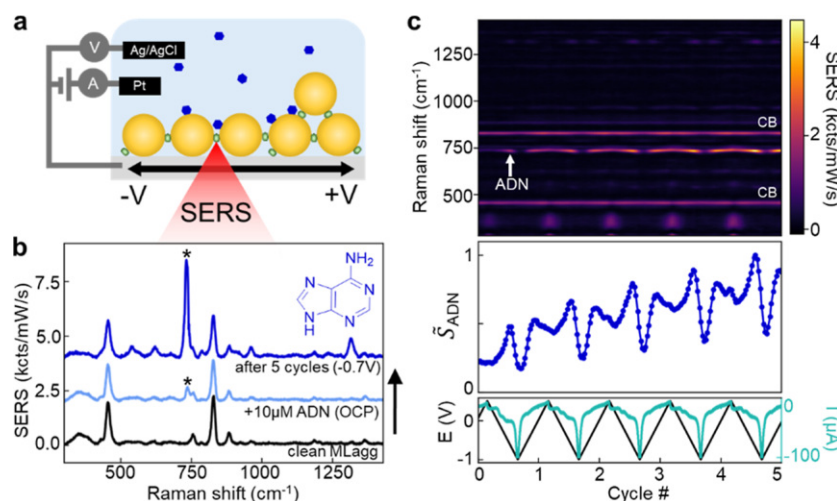 a
V
Ag/AgCl
A
Pt
-V
+V
SERS
b
*
NH₂
N
N
N
N
H
7.5
5.0
2.5
0.0
SERS (kcts/mW/s)
after 5 cycles (-0.7V)
*
+10μM ADN (OCP)
clean MLagg
500
750
1000
1250
Raman shift (cm⁻¹)
c
1250
1000
750
500
Raman shift (cm⁻¹)
CB
ADN
CB
4
2
0
SERS (kcts/mW/s)
1
0
S̃ADN
0
-1
E (V)
0
-100
I (μA)
0
1
2
3
4
5
Cycle #